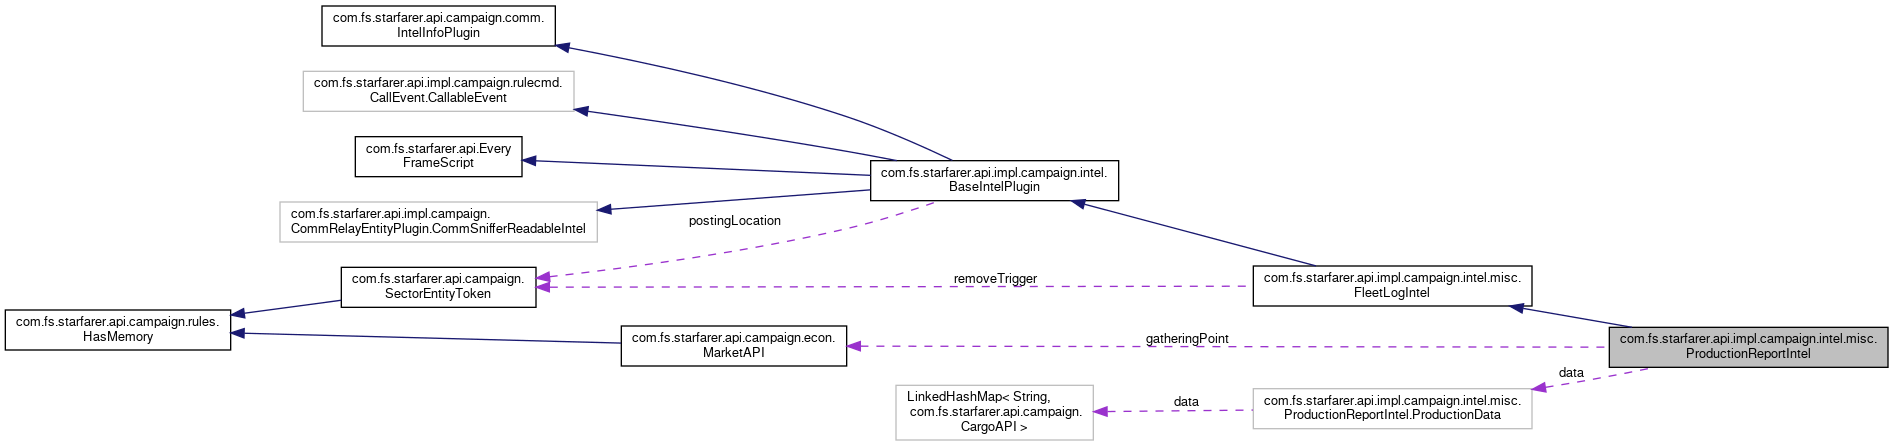 com.fs.starfarer.api.campaign.comm.
IntelInfoPlugin
com.fs.starfarer.api.impl.campaign.rulecmd.
CallEvent.CallableEvent
com.fs.starfarer.api.Every
FrameScript
com.fs.starfarer.api.impl.campaign.intel.
BaseIntelPlugin
com.fs.starfarer.api.impl.campaign.
CommRelayEntityPlugin.CommSnifferReadableIntel
postingLocation
com.fs.starfarer.api.campaign.
SectorEntityToken
removeTrigger
com.fs.starfarer.api.impl.campaign.intel.misc.
FleetLogIntel
com.fs.starfarer.api.campaign.rules.
HasMemory
com.fs.starfarer.api.campaign.econ.
MarketAPI
gatheringPoint
com.fs.starfarer.api.impl.campaign.intel.misc.
ProductionReportIntel
data
LinkedHashMap< String,
com.fs.starfarer.api.campaign.
CargoAPI >
data
com.fs.starfarer.api.impl.campaign.intel.misc.
ProductionReportIntel.ProductionData